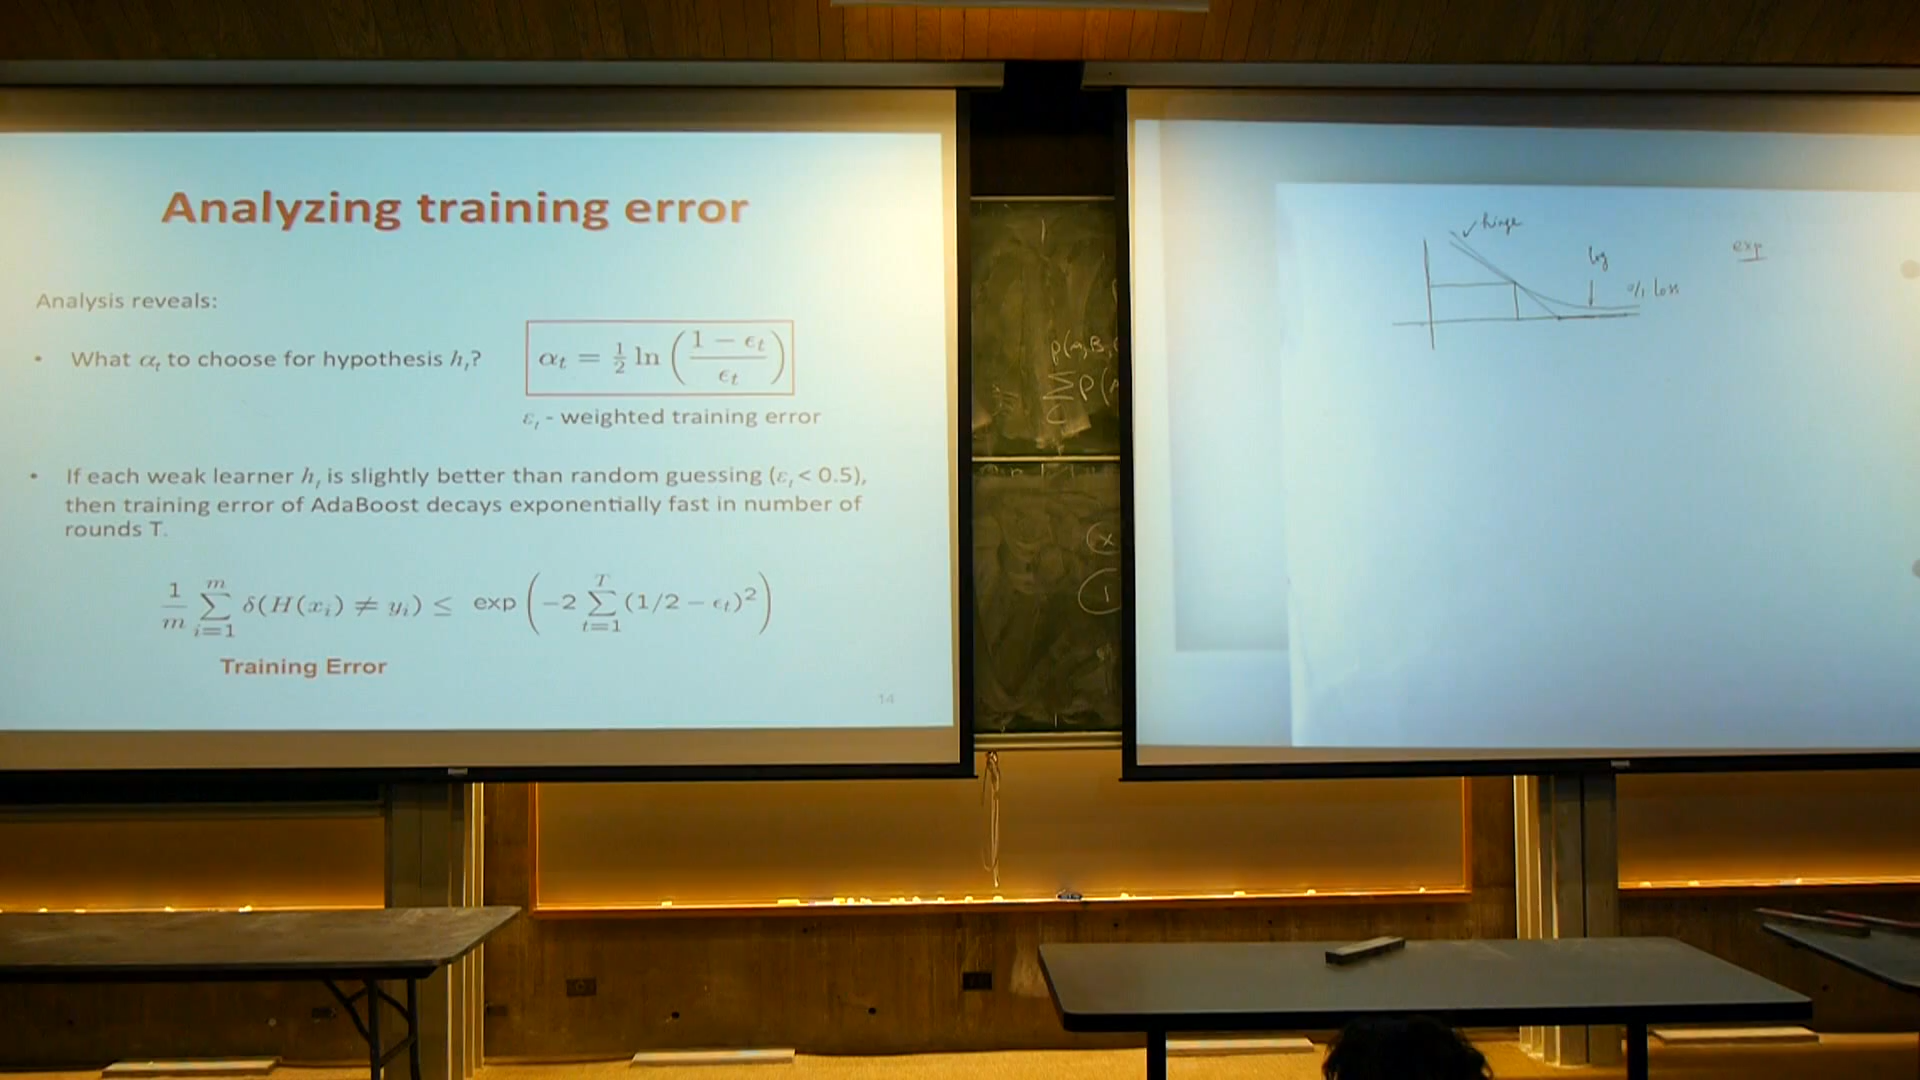 Analyzing training error
Analysis reveals:
• What αₜ to choose for hypothesis hₜ?
αₜ = ½ ln ( (1 − ϵₜ) / ϵₜ )
εₜ - weighted training error
• If each weak learner hₜ is slightly better than random guessing (εₜ < 0.5),
then training error of AdaBoost decays exponentially fast in number of
rounds T.
1/m ∑_{i=1}^{m} δ(H(xᵢ) ≠ yᵢ) ≤ exp ( −2 ∑_{t=1}^{T} (1/2 − ϵₜ)² )
Training Error
14
hinge
log
exp
0/1 loss
P(A,B,
∑ P(A
C
x
1